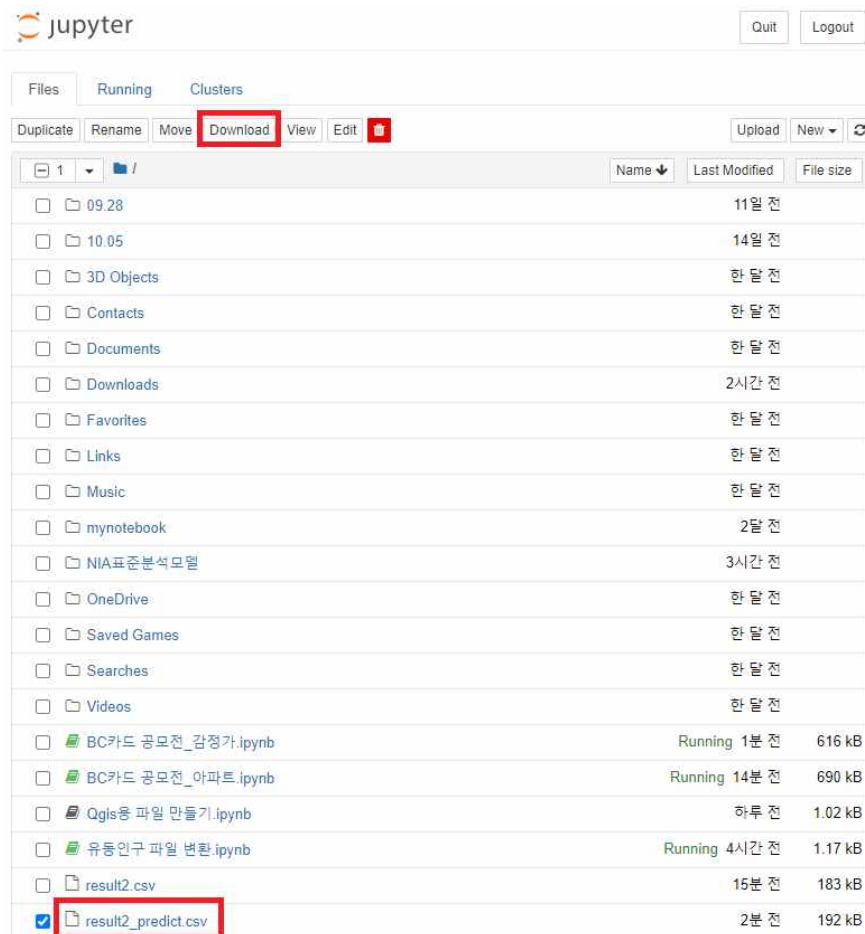 jupyter
Quit Logout
Files Running Clusters
Duplicate Rename Move Download View Edit Upload New
1 / Name Last Modified File size
09.28 11일 전
10.05 14일 전
3D Objects 한 달 전
Contacts 한 달 전
Documents 한 달 전
Downloads 2시간 전
Favorites 한 달 전
Links 한 달 전
Music 한 달 전
mynotebook 2달 전
NIA표준분석모델 3시간 전
OneDrive 한 달 전
Saved Games 한 달 전
Searches 한 달 전
Videos 한 달 전
BC카드 공모전_감정가.ipynb Running 1분 전 616 kB
BC카드 공모전_아파트.ipynb Running 14분 전 690 kB
Qgis용 파일 만들기.ipynb 하루 전 1.02 kB
유동인구 파일 변환.ipynb Running 4시간 전 1.17 kB
result2.csv 15분 전 183 kB
result2_predict.csv 2분 전 192 kB